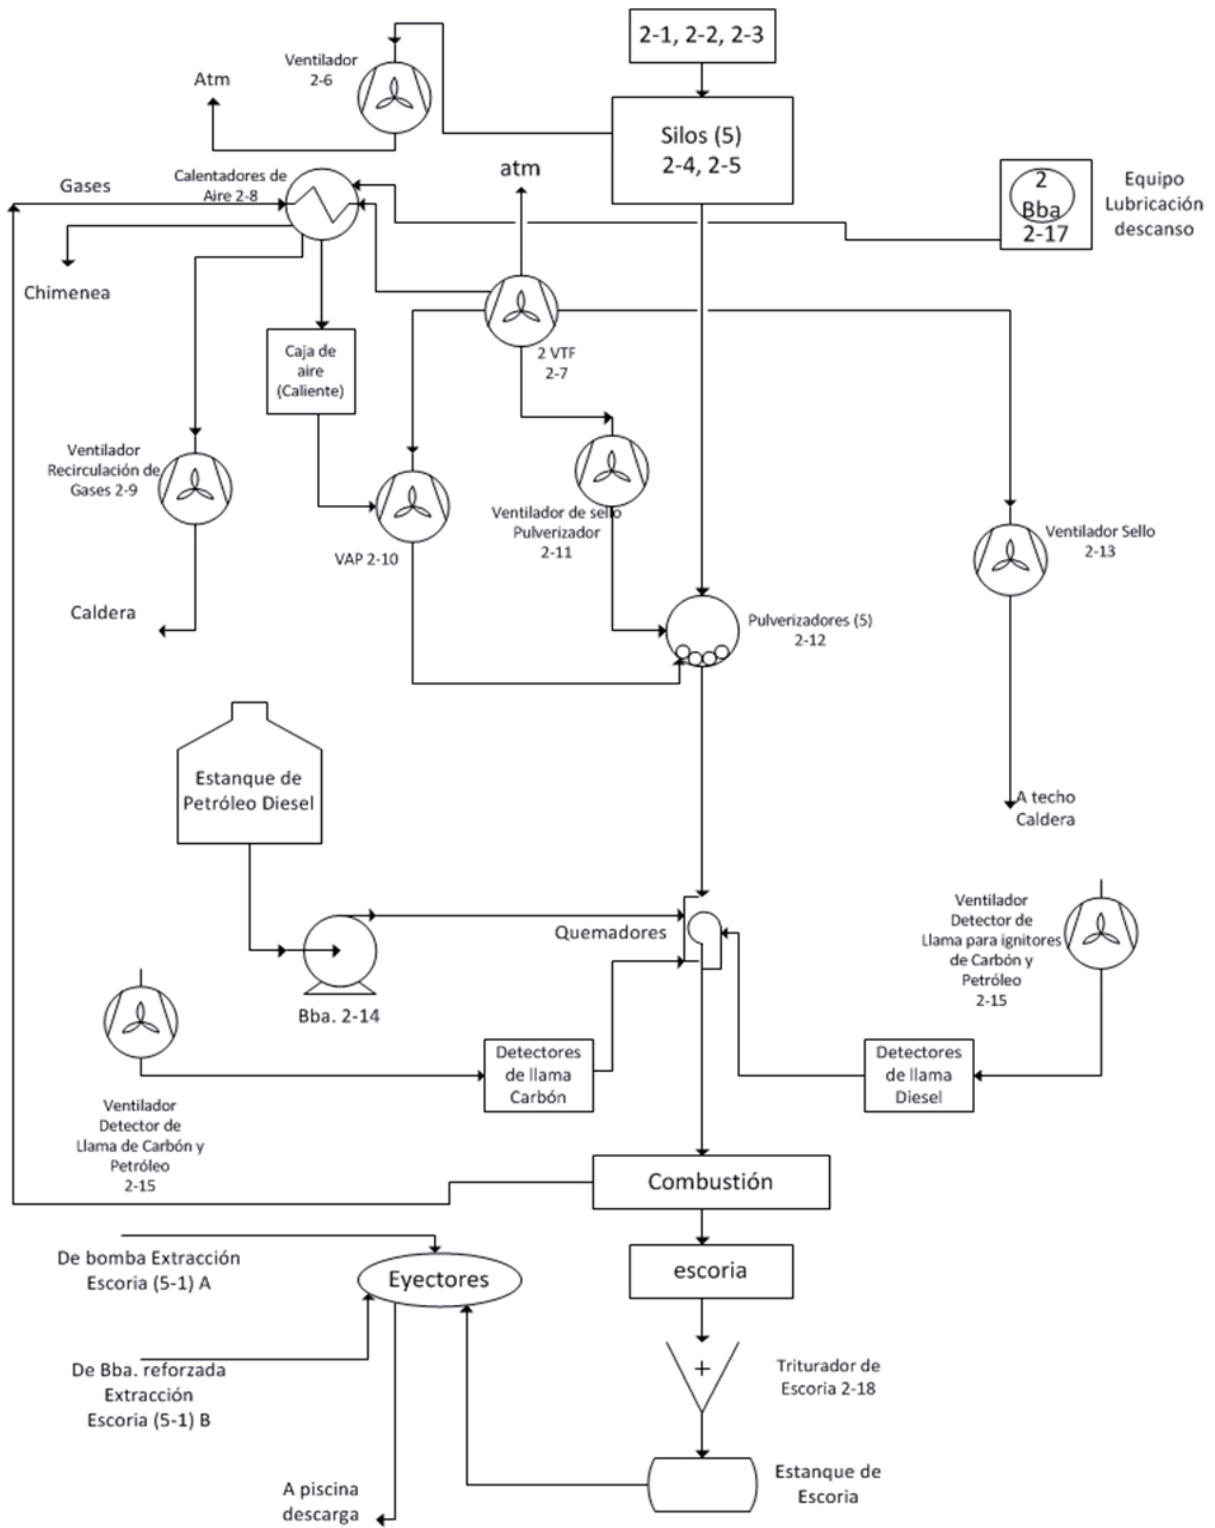 2-1, 2-2, 2-3
Ventilador
2-6
Atm
Silos (5)
2-4, 2-5
atm
Calentadores de
Aire 2-8
Gases
2
Bba
2-17
Equipo
Lubricación
descanso
Chimenea
Caja de
aire
(Caliente)
2 VTF
2-7
Ventilador
Recirculación de
Gases 2-9
Ventilador de sello
Pulverizador
2-11
VAP 2-10
Ventilador Sello
2-13
Caldera
Pulverizadores (5)
2-12
Estanque de
Petróleo Diesel
A techo
Caldera
Quemadores
Ventilador
Detector de
Llama para ignitores
de Carbón y
Petróleo
2-15
Bba. 2-14
Detectores
de llama
Carbón
Detectores
de llama
Diesel
Ventilador
Detector de
Llama de Carbón y
Petróleo
2-15
Combustión
De bomba Extracción
Escoria (5-1) A
Eyectores
escoria
De Bba. reforzada
Extracción
Escoria (5-1) B
+
Triturador de
Escoria 2-18
A piscina
descarga
Estanque de
Escoria